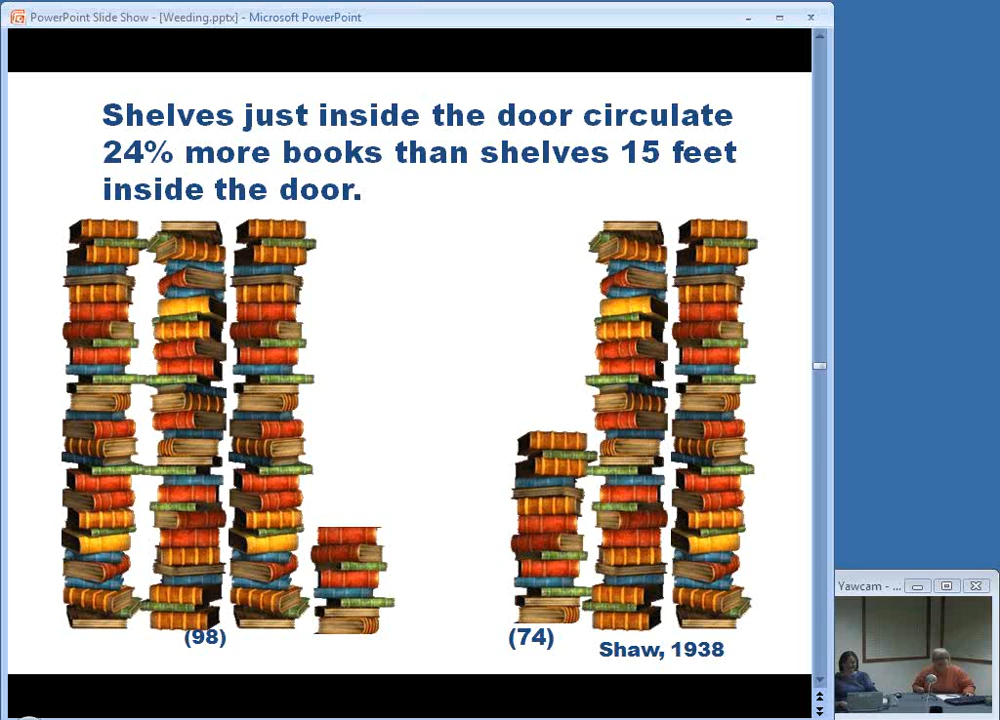 PowerPoint Slide Show - [Weeding.pptx] - Microsoft PowerPoint
Shelves just inside the door circulate
24% more books than shelves 15 feet
inside the door.
(98)
(74)
Shaw, 1938
Yawcam - ...